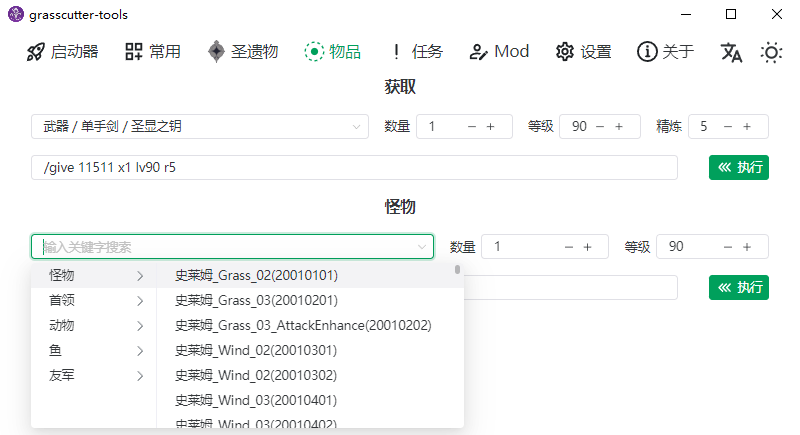 grasscutter-tools
启动器 常用 圣遗物 物品 任务 Mod 设置 关于
获取
武器 / 单手剑 / 圣显之钥 数量 1 等级 90 精炼 5
/give 11511 x1 lv90 r5 执行
怪物
输入关键字搜索 数量 1 等级 90
执行
怪物
首领
动物
鱼
友军
史莱姆_Grass_02(20010101)
史莱姆_Grass_03(20010201)
史莱姆_Grass_03_AttackEnhance(20010202)
史莱姆_Wind_02(20010301)
史莱姆_Wind_02(20010302)
史莱姆_Wind_03(20010401)
史莱姆_Wind_03(20010402)